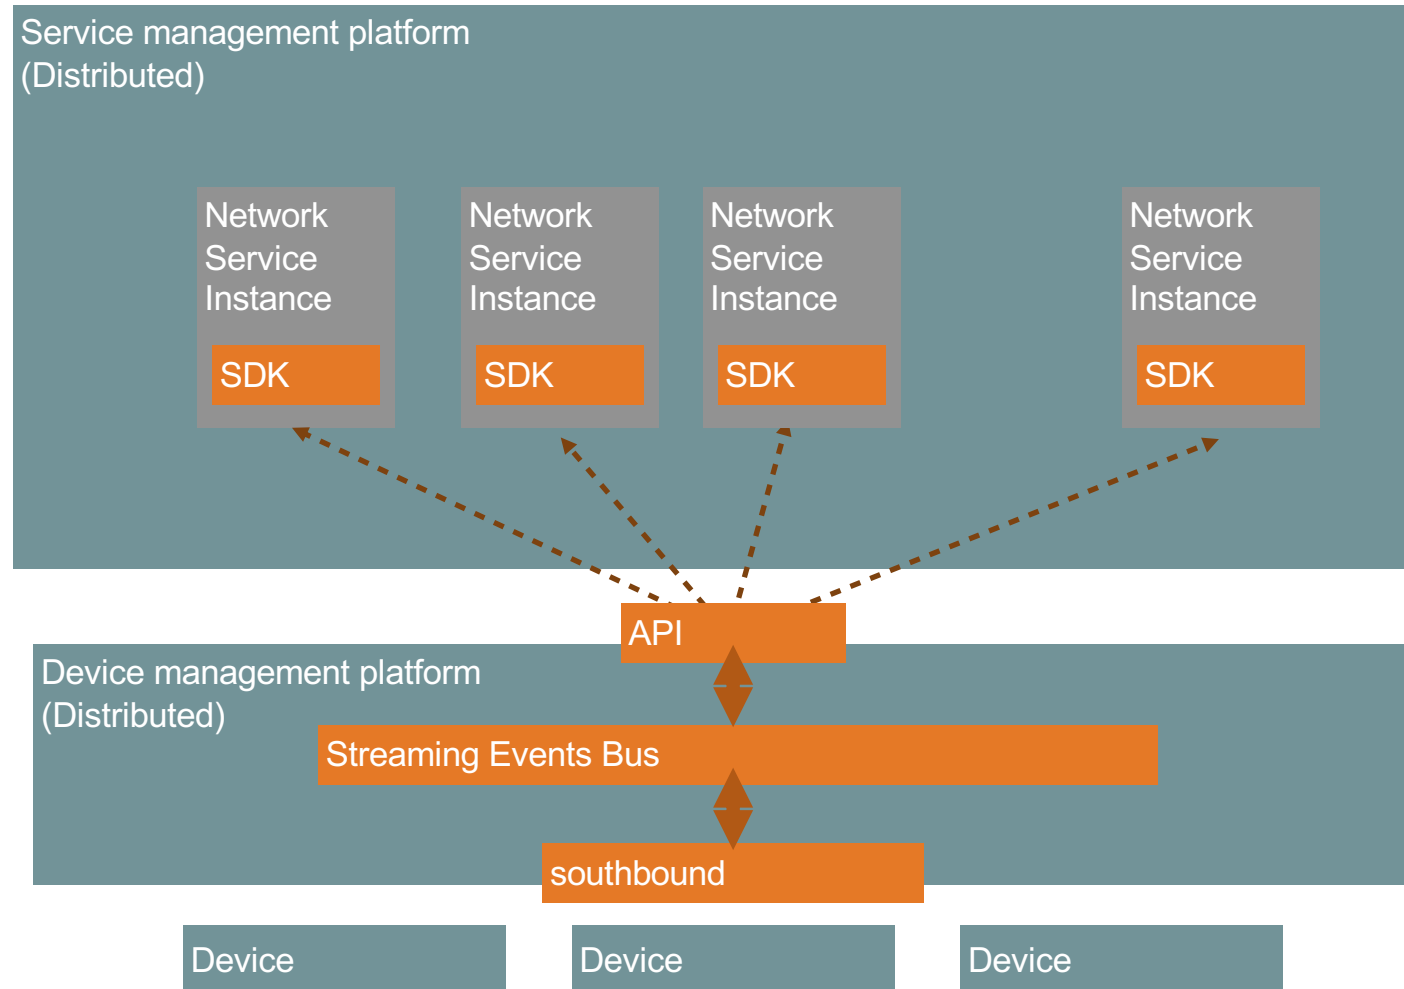 Service management platform
(Distributed)
Network
Service
Instance
SDK
Network
Service
Instance
SDK
Network
Service
Instance
SDK
Network
Service
Instance
SDK
API
Device management platform
(Distributed)
Streaming Events Bus
southbound
Device
Device
Device